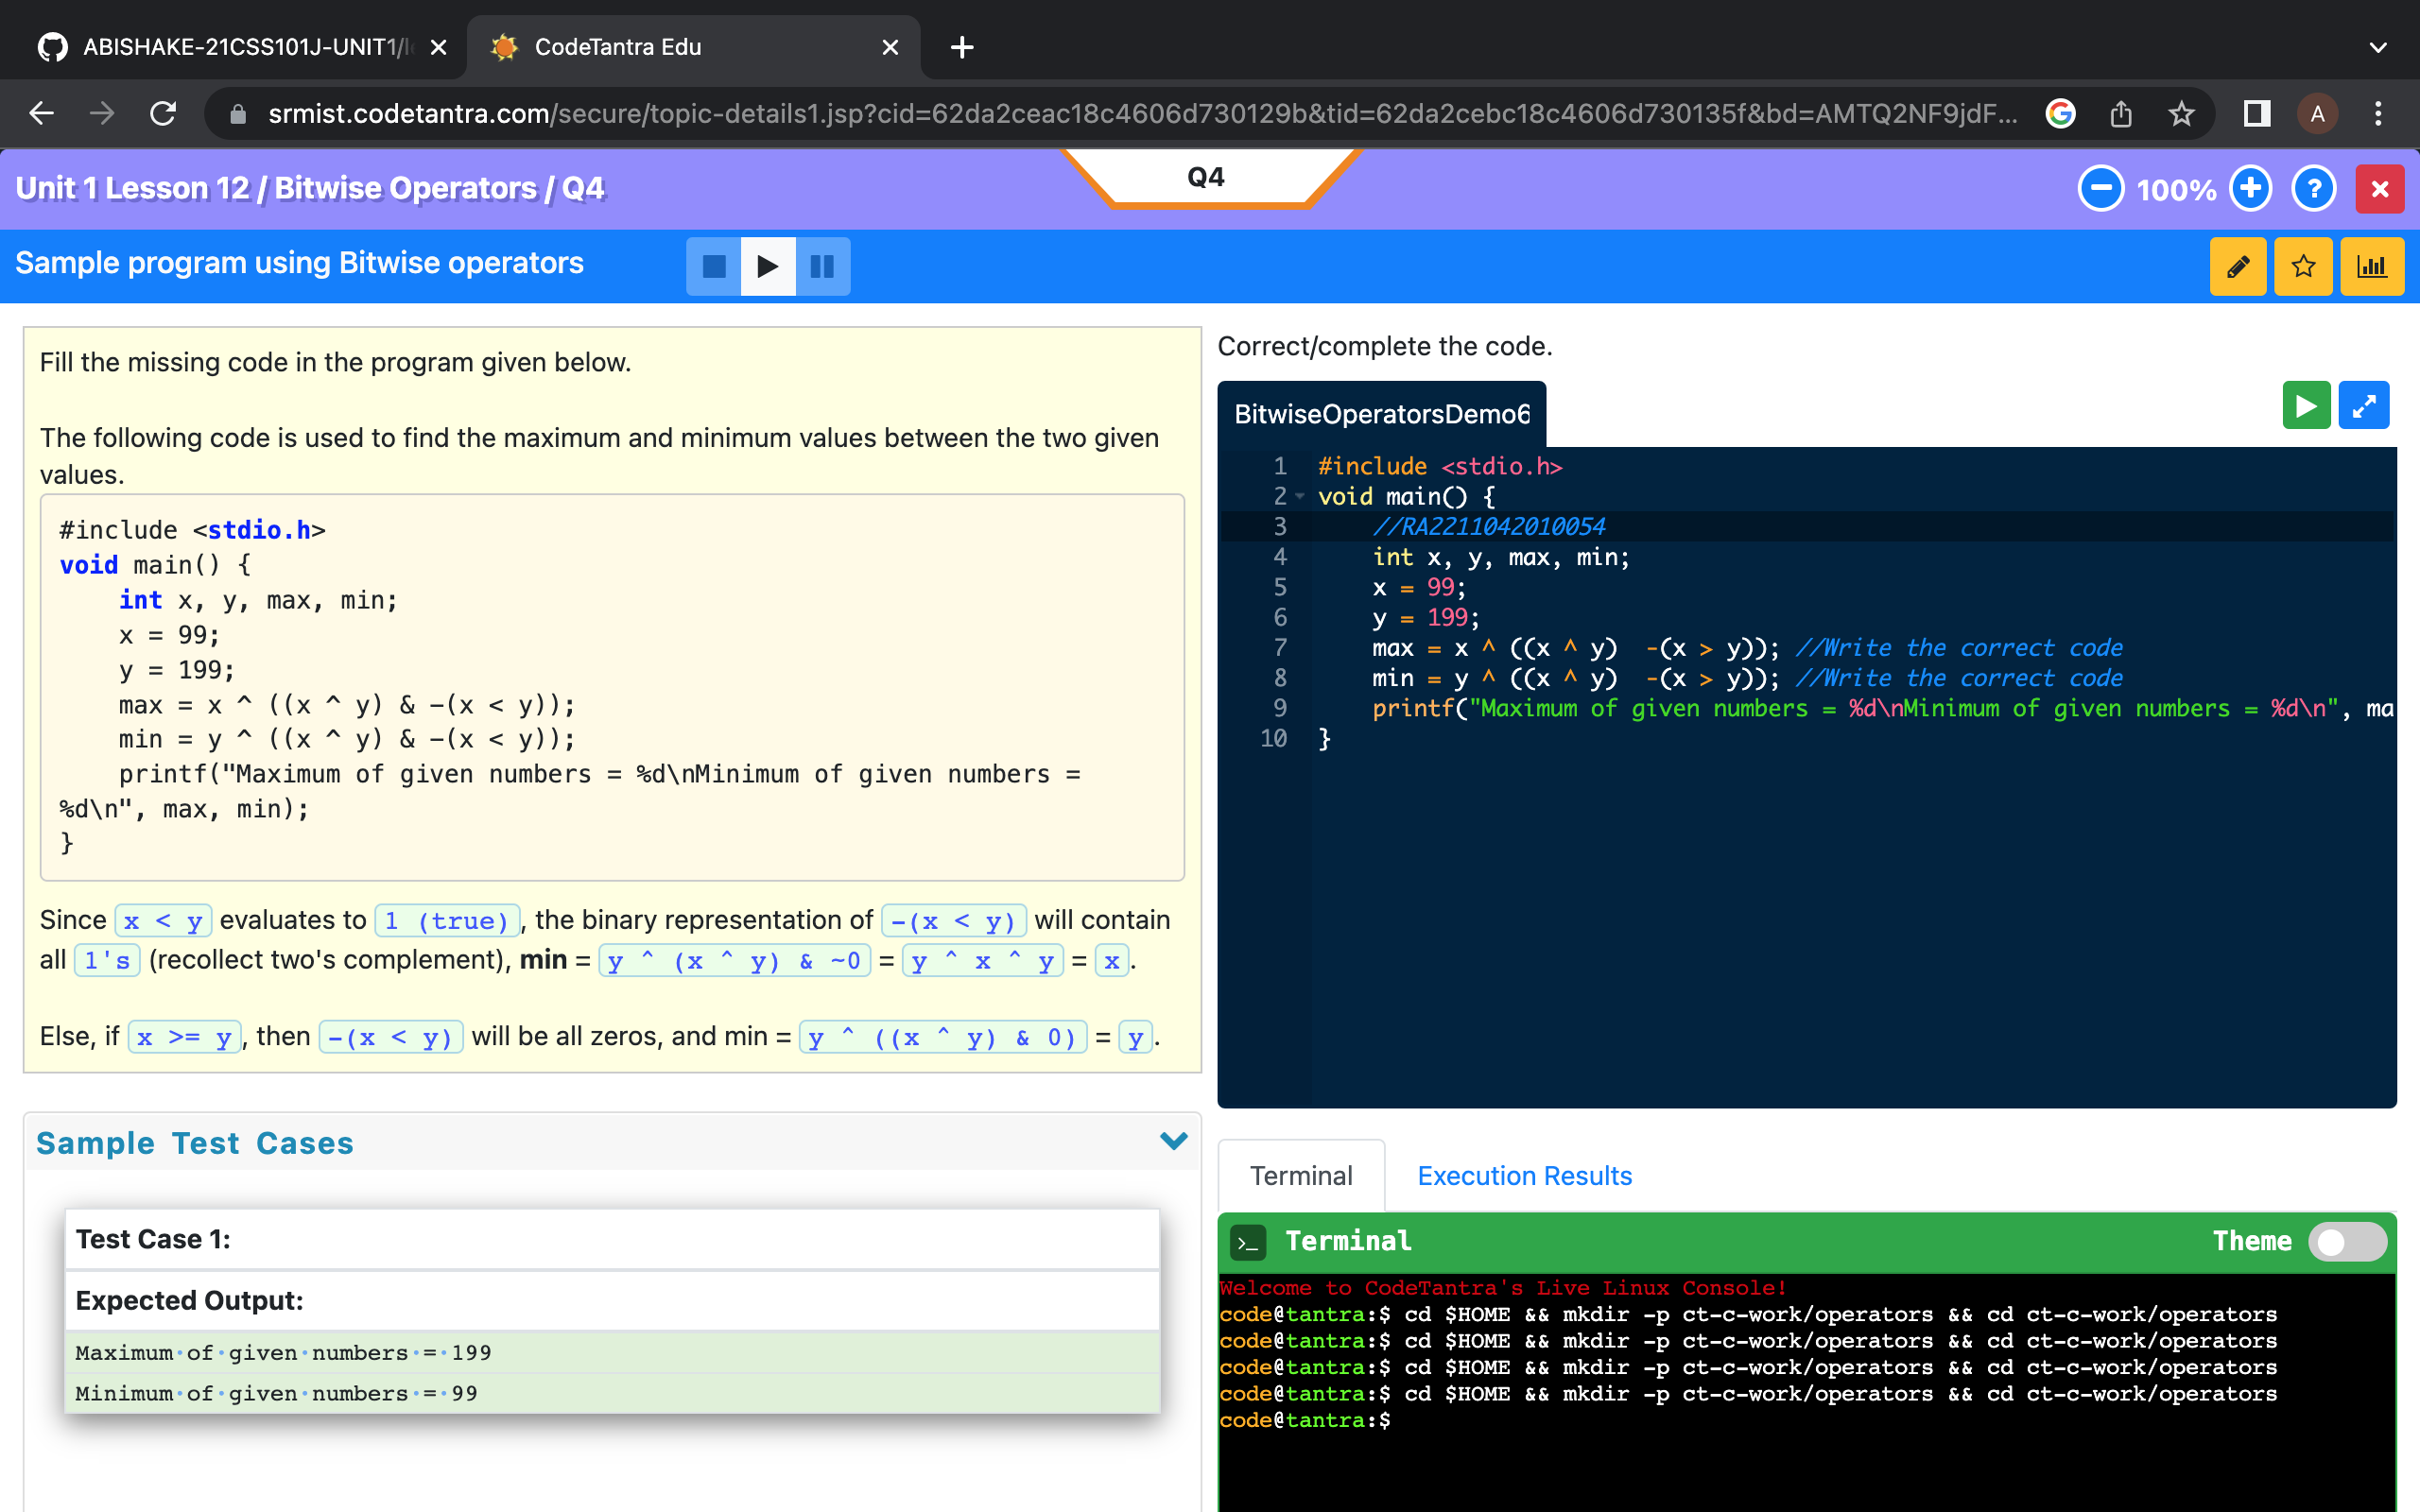 ABISHAKE-21CSS101J-UNIT1/l
CodeTantra Edu
srmist.codetantra.com/secure/topic-details1.jsp?cid=62da2ceac18c4606d730129b&tid=62da2cebc18c4606d730135f&bd=AMTQ2NF9jdF...
A
Unit 1 Lesson 12 / Bitwise Operators / Q4
Q4
100%
Sample program using Bitwise operators
Fill the missing code in the program given below.
The following code is used to find the maximum and minimum values between the two given
values.
#include <stdio.h>
void main() {
    int x, y, max, min;
    x = 99;
    y = 199;
    max = x ^ ((x ^ y) & -(x < y));
    min = y ^ ((x ^ y) & -(x < y));
    printf("Maximum of given numbers = %d\nMinimum of given numbers =
%d\n", max, min);
}
Since x < y evaluates to 1 (true), the binary representation of -(x < y) will contain
all 1's (recollect two's complement), min = y ^ (x ^ y) & ~0 = y ^ x ^ y = x.
Else, if x >= y, then -(x < y) will be all zeros, and min = y ^ ((x ^ y) & 0) = y.
Sample Test Cases
Test Case 1:
Expected Output:
Maximum·of·given·numbers·=·199
Minimum·of·given·numbers·=·99
Correct/complete the code.
BitwiseOperatorsDemo6
1 #include <stdio.h>
2 void main() {
3     //RA2211042010054
4     int x, y, max, min;
5     x = 99;
6     y = 199;
7     max = x ^ ((x ^ y)  -(x > y)); //Write the correct code
8     min = y ^ ((x ^ y)  -(x > y)); //Write the correct code
9     printf("Maximum of given numbers = %d\nMinimum of given numbers = %d\n", ma
10 }
Terminal
Execution Results
Terminal
Theme
Welcome to CodeTantra's Live Linux Console!
code@tantra:$ cd $HOME && mkdir -p ct-c-work/operators && cd ct-c-work/operators
code@tantra:$ cd $HOME && mkdir -p ct-c-work/operators && cd ct-c-work/operators
code@tantra:$ cd $HOME && mkdir -p ct-c-work/operators && cd ct-c-work/operators
code@tantra:$ cd $HOME && mkdir -p ct-c-work/operators && cd ct-c-work/operators
code@tantra:$